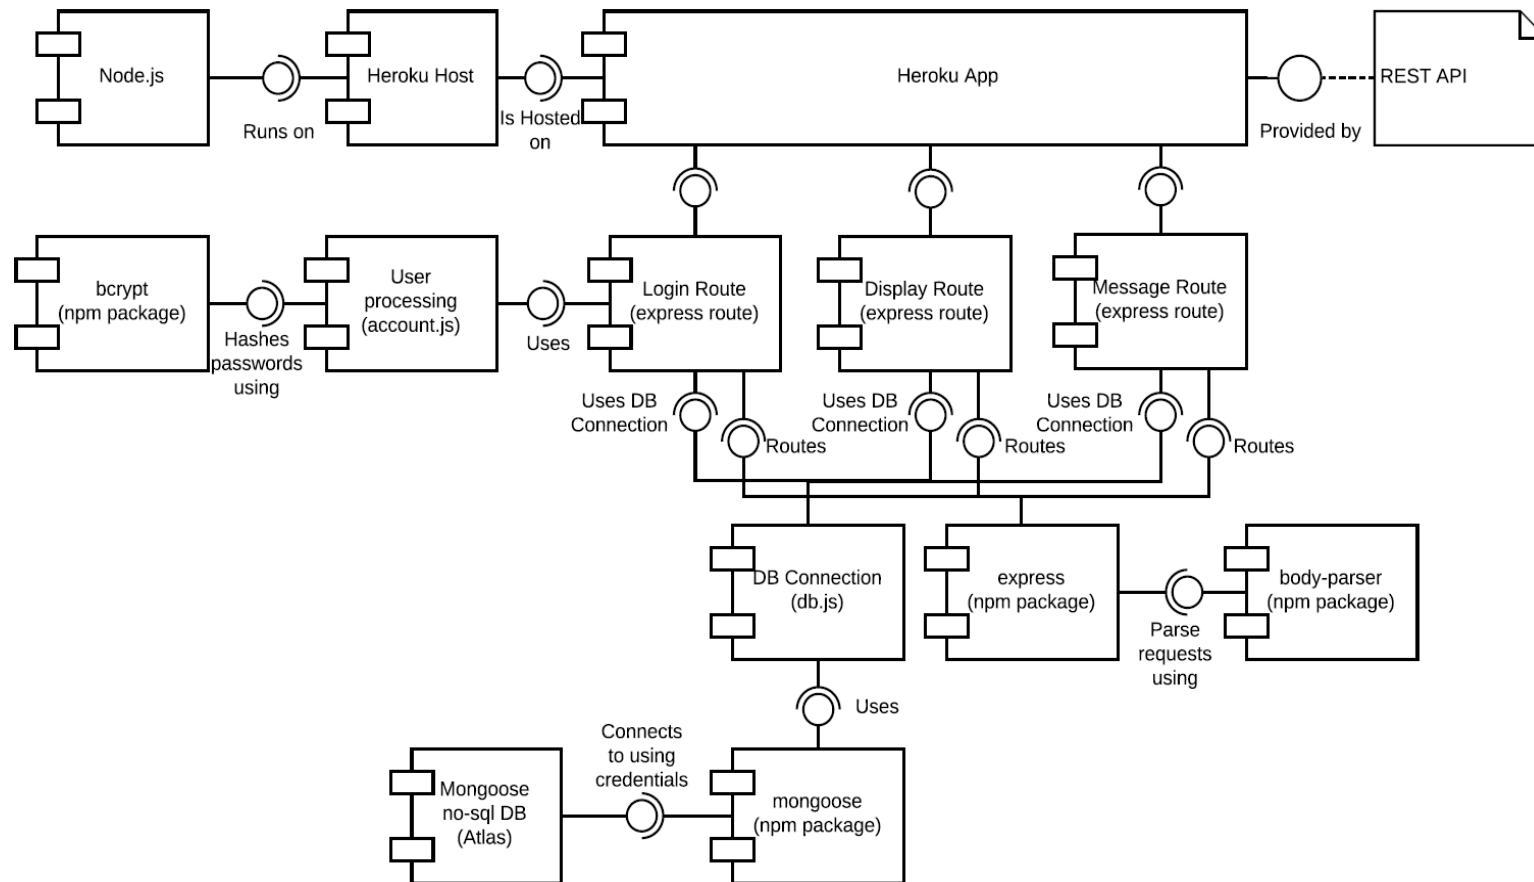 Node.js
Runs on
Heroku Host
Is Hosted
on
Heroku App
Provided by
REST API
bcrypt
(npm package)
Hashes
passwords
using
User
processing
(account.js)
Uses
Login Route
(express route)
Display Route
(express route)
Message Route
(express route)
Uses DB
Connection
Routes
Uses DB
Connection
Routes
Uses DB
Connection
Routes
DB Connection
(db.js)
express
(npm package)
Parse
requests
using
body-parser
(npm package)
Uses
Mongoose
no-sql DB
(Atlas)
Connects
to using
credentials
mongoose
(npm package)